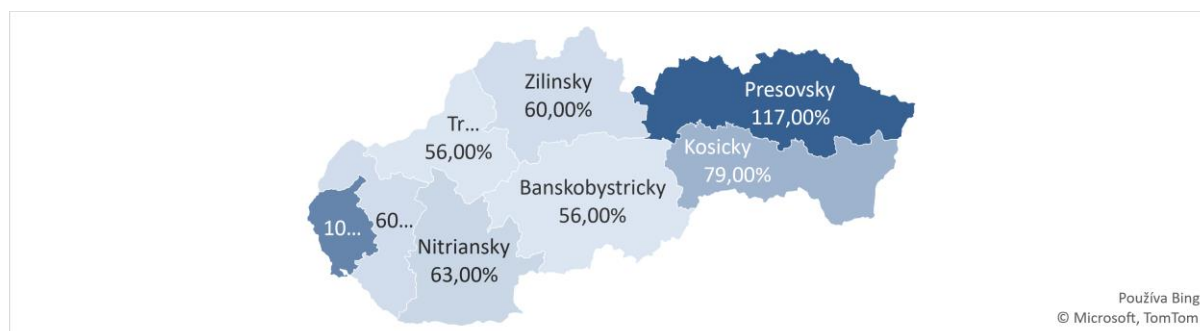 Zilinsky
60,00%
Presovsky
117,00%
Tr...
56,00%
Kosicky
79,00%
Banskobystricky
56,00%
10...
60...
Nitriansky
63,00%
Používa Bing
© Microsoft, TomTom